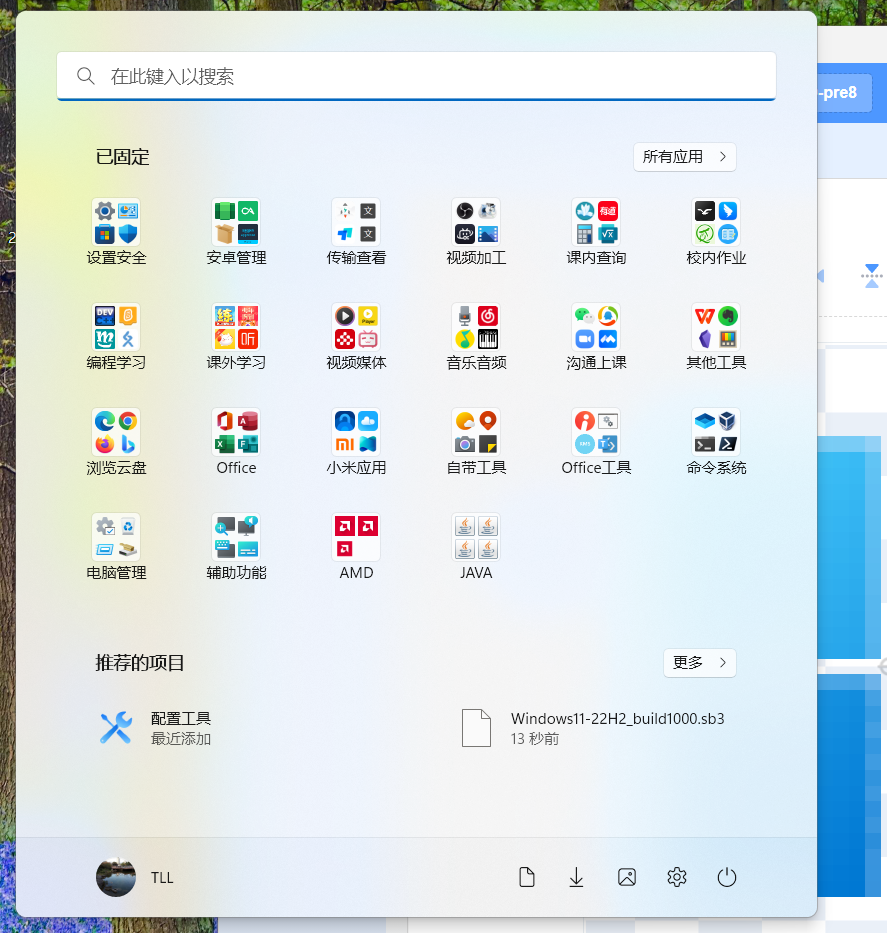 在此键入以搜索
-pre8
已固定
所有应用
2
设置安全
安卓管理
传输查看
视频加工
课内查询
校内作业
编程学习
课外学习
视频媒体
音乐音频
沟通上课
其他工具
浏览云盘
Office
小米应用
自带工具
Office工具
命令系统
电脑管理
辅助功能
AMD
JAVA
推荐的项目
更多
配置工具
最近添加
Windows11-22H2_build1000.sb3
13 秒前
TLL